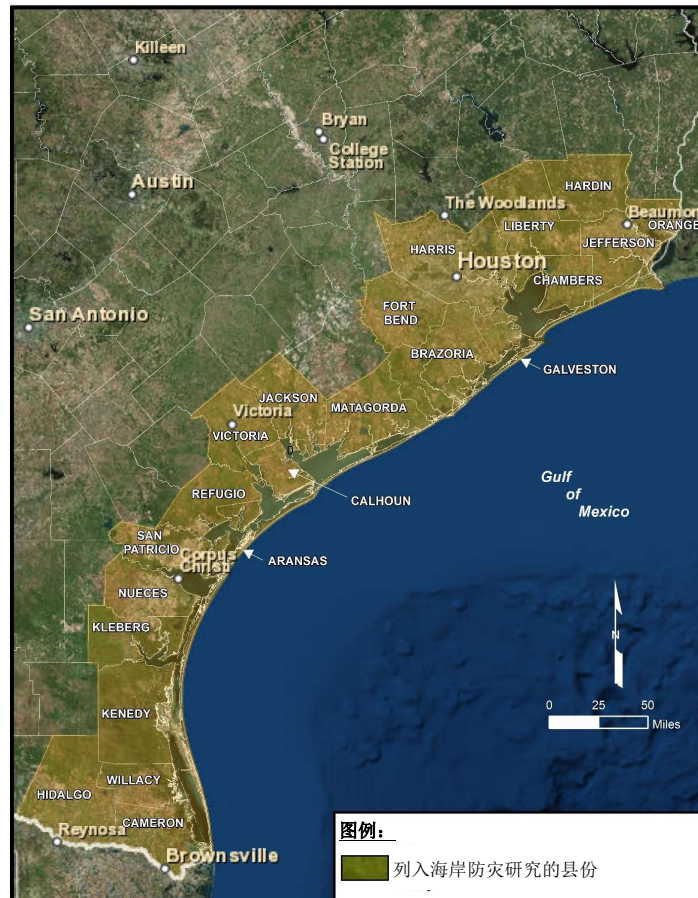 Killeen
Bryan
College
Station
Austin
HARDIN
The Woodlands
LIBERTY
Beaumon
ORANGE
HARRIS
JEFFERSON
Houston
CHAMBERS
San Antonio
FORT
BEND
BRAZORIA
GALVESTON
JACKSON
MATAGORDA
Victoria
VICTORIA
0
Gulf
of
Mexico
REFUGIO
CALHOUN
SAN
PATRICIO
Corpus
Christi
ARANSAS
NUECES
KLEBERG
N
KENEDY
0 25 50
Miles
WILLACY
HIDALGO
CAMERON
Reynosa
Brownsville
图例：
列入海岸防灾研究的县份